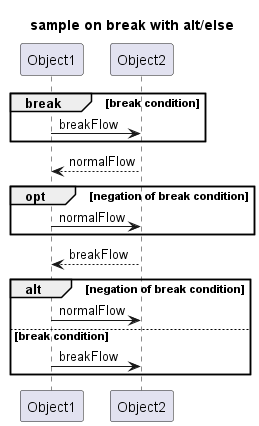 sample on break with alt/else
Object1 Object2
break [break condition]
breakFlow
normalFlow
opt [negation of break condition]
normalFlow
breakFlow
alt [negation of break condition]
normalFlow
[break condition]
breakFlow
Object1 Object2